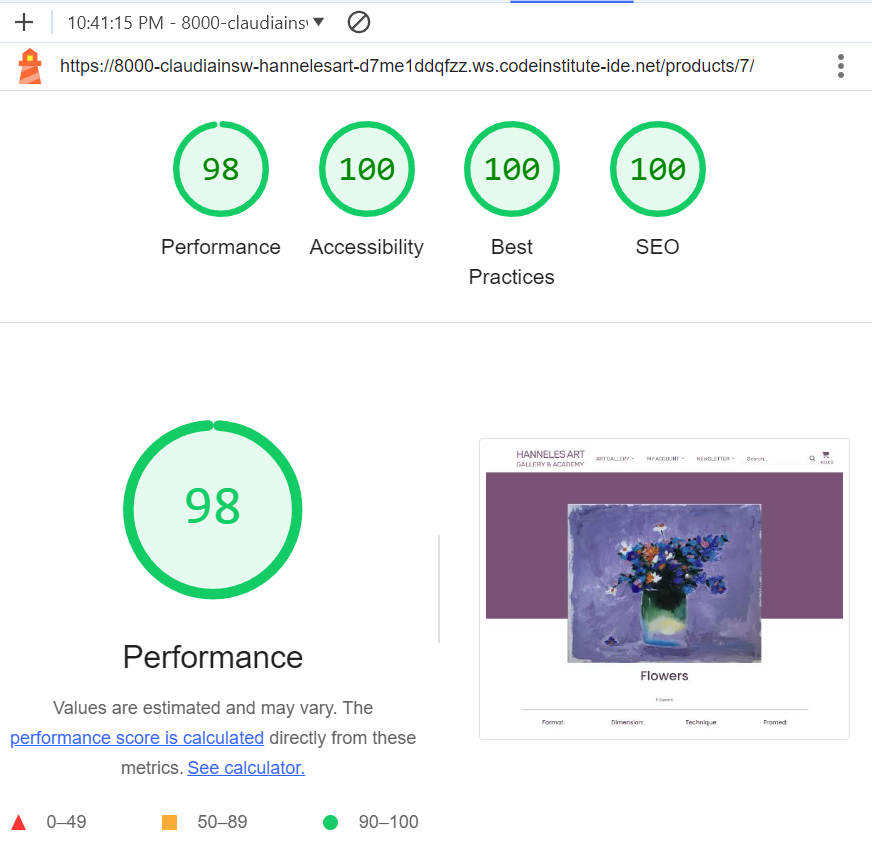 10:41:15 PM - 8000-claudiains
https://8000-claudiainsw-hannelesart-d7me1ddqfzz.ws.codeinstitute-ide.net/products/7/
98 100 100 100
Performance Accessibility Best Practices SEO
98
Performance
Values are estimated and may vary. The
performance score is calculated directly from these
metrics. See calculator.
0–49 50–89 90–100
HANNELES ART
GALLERY & ACADEMY
ART GALLERY MY ACCOUNT NEWSLETTER Search...
Flowers
Flowers
Format: Dimension: Technique: Framed: